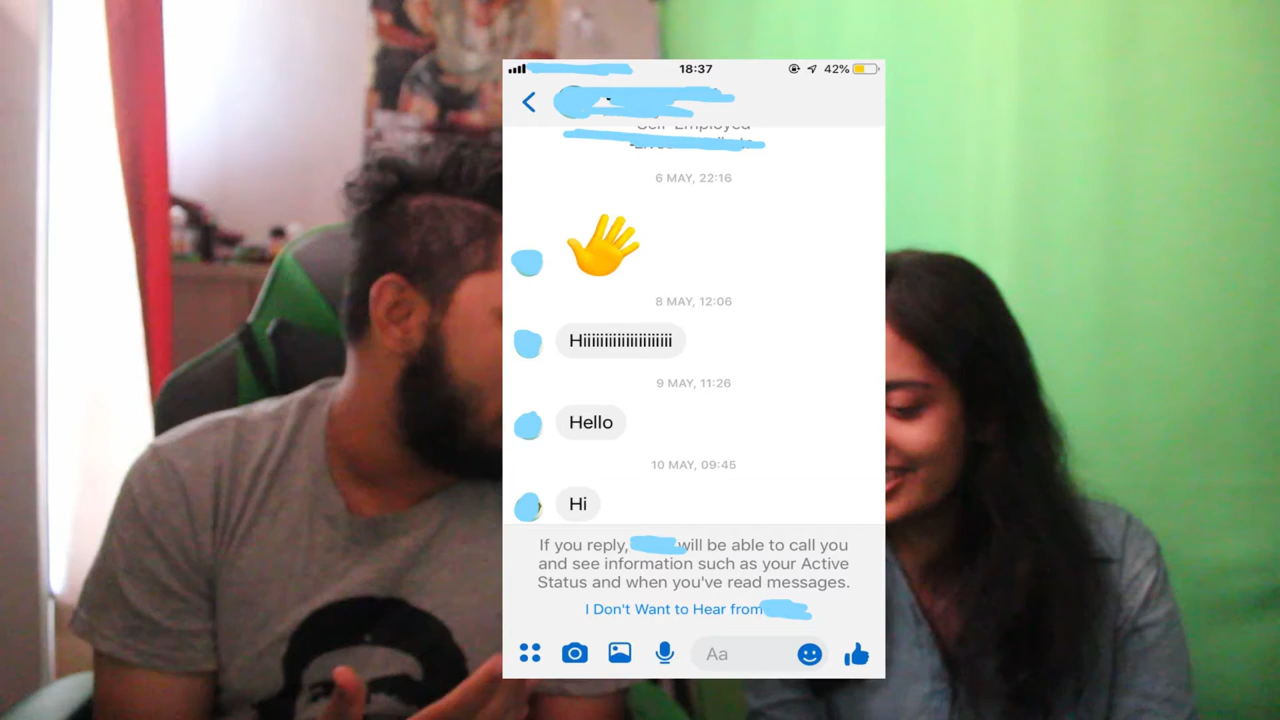 18:37
42%
Self-Employed
6 MAY, 22:16
8 MAY, 12:06
Hiiiiiiiiiiiiiiiiiiiii
9 MAY, 11:26
Hello
10 MAY, 09:45
Hi
If you reply, will be able to call you
and see information such as your Active
Status and when you've read messages.
I Don't Want to Hear from
Aa